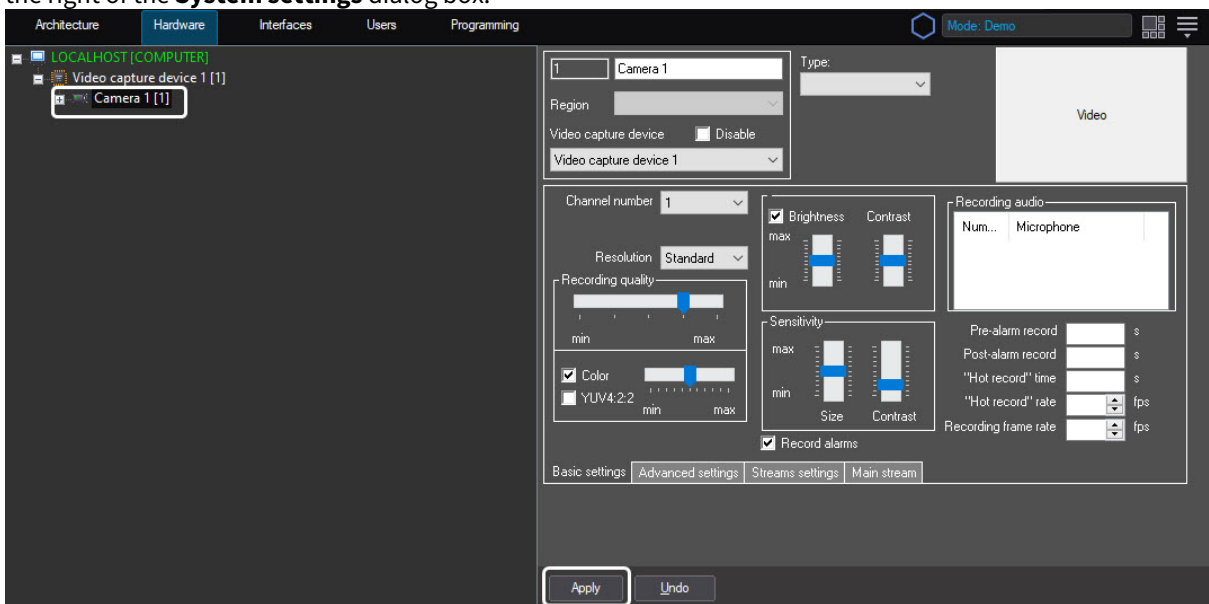 the right of the System settings dialog box.
Architecture Hardware Interfaces Users Programming Mode: Demo
LOCALHOST [COMPUTER]
Video capture device 1 [1]
Camera 1 [1]
1 Camera 1 Type:
Region
Video capture device Disable
Video capture device 1
Video
Channel number 1
Resolution Standard
Recording quality
min max
Color
YUV4:2:2
min max
Brightness Contrast
max
min
Sensitivity
max
min
Size Contrast
Record alarms
Recording audio
Num... Microphone
Pre-alarm record s
Post-alarm record s
"Hot record" time s
"Hot record" rate fps
Recording frame rate fps
Basic settings Advanced settings Streams settings Main stream
Apply Undo